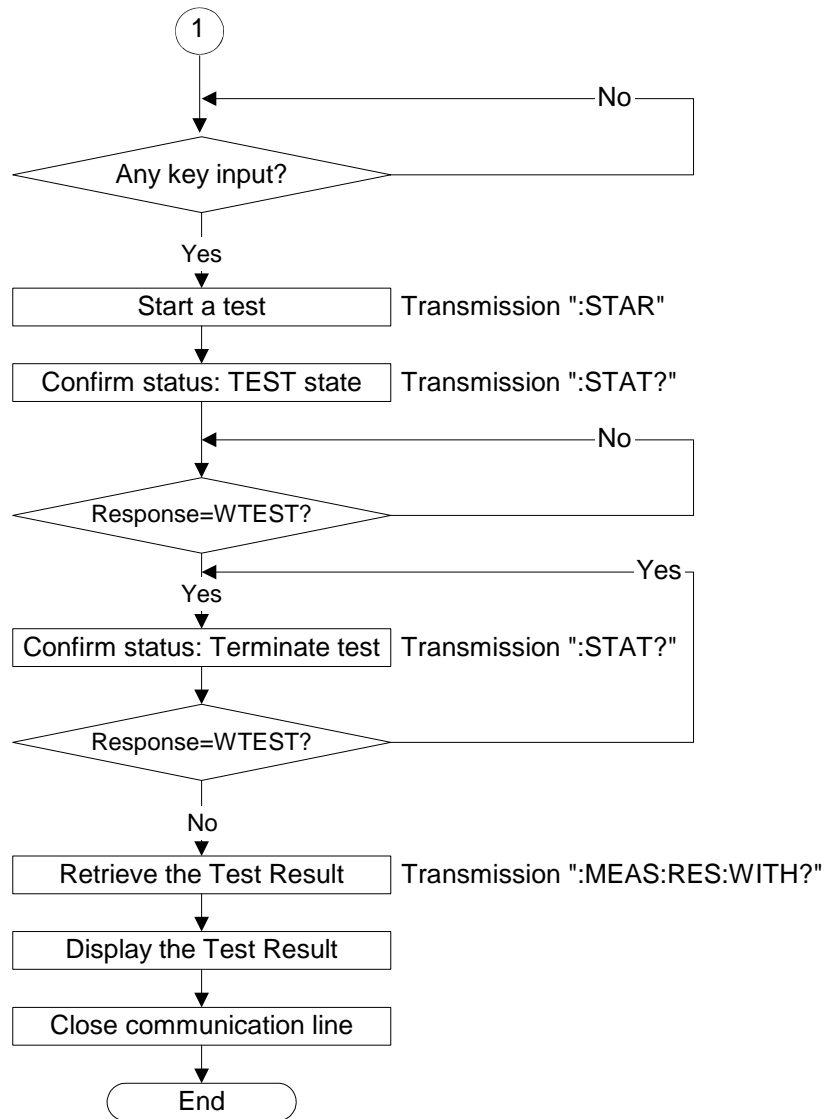 1
No
Any key input?
Yes
Start a test Transmission ":STAR"
Confirm status: TEST state Transmission ":STAT?"
No
Response=WTEST?
Yes
Yes
Confirm status: Terminate test Transmission ":STAT?"
Response=WTEST?
No
Retrieve the Test Result Transmission ":MEAS:RES:WITH?"
Display the Test Result
Close communication line
End